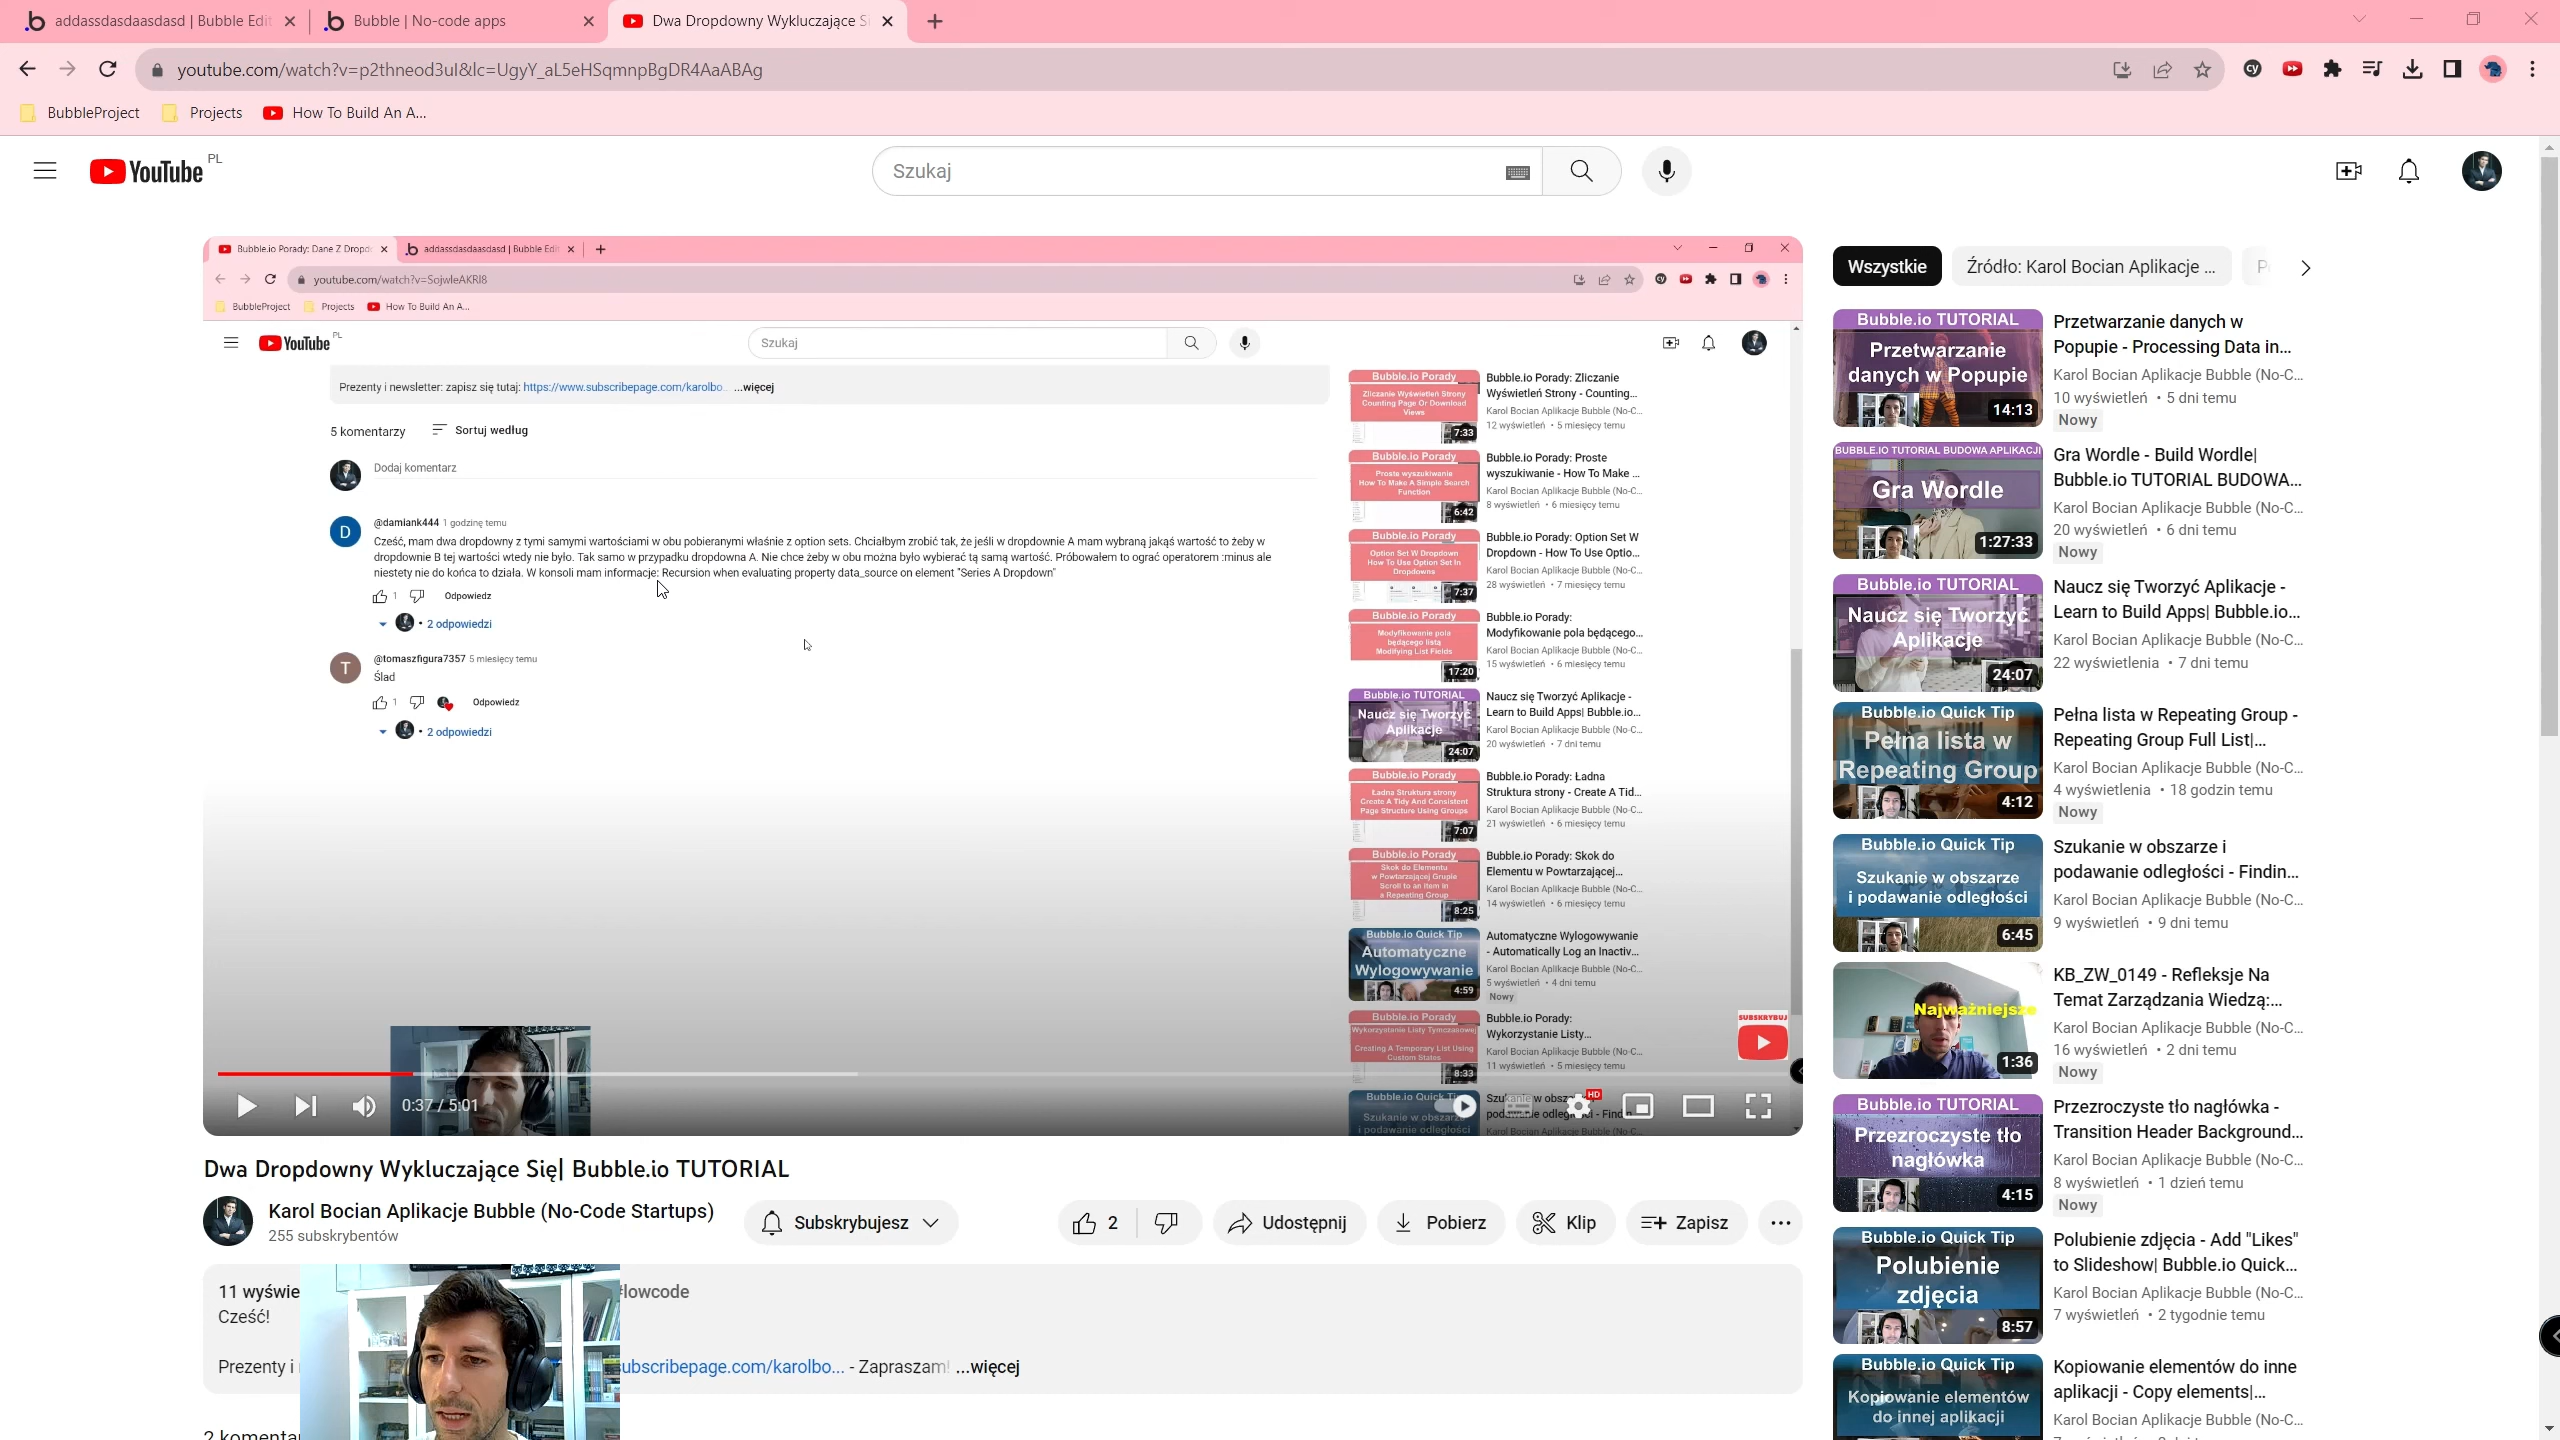 addassdasdaasdasd | Bubble Edit
Bubble | No-code apps
Dwa Dropdowny Wykluczające S
youtube.com/watch?v=p2thneod3uI&lc=UgyY_aL5eHSqmnpBgDR4AaABAg
BubbleProject
Projects
How To Build An A...
YouTube PL
Szukaj
Bubble.io Porady: Dane Z Dropd
addassdasdaasdasd | Bubble Edit
youtube.com/watch?v=SojwIeAKRI8
BubbleProject
Projects
How To Build An A...
YouTube PL
Szukaj
Prezenty i newsletter: zapisz się tutaj: https://www.subscribepage.com/karolbo... ...więcej
5 komentarzy
Sortuj według
Dodaj komentarz
D
@damiank444 1 godzinę temu
Cześć, mam dwa dropdowny z tymi samymi wartościami w obu pobieranymi właśnie z option sets. Chciałbym zrobić tak, że jeśli w dropdownie A mam wybraną jakąś wartość to żeby w
dropdownie B tej wartości wtedy nie było. Tak samo w przypadku dropdowna A. Nie chce żeby w obu można było wybierać tą samą wartość. Próbowałem to ograć operatorem :minus ale
niestety nie do końca to działa. W konsoli mam informacje: Recursion when evaluating property data_source on element "Series A Dropdown"
1
Odpowiedz
• 2 odpowiedzi
T
@tomaszfigura7357 5 miesięcy temu
Ślad
1
Odpowiedz
• 2 odpowiedzi
Bubble.io Porady
Zliczanie Wyświetleń Strony
Counting Page Or Download
Views
7:33
Bubble.io Porady: Zliczanie
Wyświetleń Strony - Counting...
Karol Bocian Aplikacje Bubble (No-C...
12 wyświetleń • 5 miesięcy temu
Bubble.io Porady
Proste wyszukiwanie
How To Make A Simple Search
Function
6:42
Bubble.io Porady: Proste
wyszukiwanie - How To Make ...
Karol Bocian Aplikacje Bubble (No-C...
8 wyświetleń • 6 miesięcy temu
Bubble.io Porady
Option Set W Dropdown
How To Use Option Set In
Dropdowns
7:37
Bubble.io Porady: Option Set W
Dropdown - How To Use Optio...
Karol Bocian Aplikacje Bubble (No-C...
28 wyświetleń • 7 miesięcy temu
Bubble.io Porady
Modyfikowanie pola
będącego lista
Modifying List Fields
17:20
Bubble.io Porady:
Modyfikowanie pola będącego...
Karol Bocian Aplikacje Bubble (No-C...
15 wyświetleń • 6 miesięcy temu
Bubble.io TUTORIAL
Naucz się Tworzyć
Aplikacje
24:07
Naucz się Tworzyć Aplikacje -
Learn to Build Apps| Bubble.io...
Karol Bocian Aplikacje Bubble (No-C...
20 wyświetleń • 7 dni temu
Bubble.io Porady
Ładna Struktura strony
Create A Tidy And Consistent
Page Structure Using Groups
7:07
Bubble.io Porady: Ładna
Struktura strony - Create A Tid...
Karol Bocian Aplikacje Bubble (No-C...
21 wyświetleń • 6 miesięcy temu
Bubble.io Porady
Skok do Elementu
w Powtarzającej Grupie
Scroll to an item in
a Repeating Group
8:25
Bubble.io Porady: Skok do
Elementu w Powtarzającej...
Karol Bocian Aplikacje Bubble (No-C...
14 wyświetleń • 6 miesięcy temu
Bubble.io Quick Tip
Automatyczne
Wylogowywanie
4:59
Automatyczne Wylogowywanie
- Automatically Log an Inactiv...
Karol Bocian Aplikacje Bubble (No-C...
5 wyświetleń • 4 dni temu
Nowy
Bubble.io Porady
Wykorzystanie Listy Tymczasowej
Creating A Temporary List Using
Custom States
8:33
Bubble.io Porady:
Wykorzystanie Listy...
Karol Bocian Aplikacje Bubble (No-C...
11 wyświetleń • 5 miesięcy temu
Bubble.io Quick Tip
Szukanie w obszarze
i podawanie odległości
Karol Bocian Aplikacje Bubble (No-C...
SUBSKRYBUJ
0:37 / 5:01
HD
Dwa Dropdowny Wykluczające Się| Bubble.io TUTORIAL
Karol Bocian Aplikacje Bubble (No-Code Startups)
255 subskrybentów
Subskrybujesz
2
Udostępnij
Pobierz
Klip
Zapisz
11 wyświe
#lowcode
Cześć!
Prezenty i
subscribepage.com/karolbo... - Zapraszam! ...więcej
2 komentar
Wszystkie
Źródło: Karol Bocian Aplikacje ...
Bubble.io TUTORIAL
Przetwarzanie
danych w Popupie
14:13
Przetwarzanie danych w
Popupie - Processing Data in...
Karol Bocian Aplikacje Bubble (No-C...
10 wyświetleń • 5 dni temu
Nowy
BUBBLE.IO TUTORIAL BUDOWA APLIKACJI
Gra Wordle
1:27:33
Gra Wordle - Build Wordle|
Bubble.io TUTORIAL BUDOWA...
Karol Bocian Aplikacje Bubble (No-C...
20 wyświetleń • 6 dni temu
Nowy
Bubble.io TUTORIAL
Naucz się Tworzyć
Aplikacje
24:07
Naucz się Tworzyć Aplikacje -
Learn to Build Apps| Bubble.io...
Karol Bocian Aplikacje Bubble (No-C...
22 wyświetlenia • 7 dni temu
Bubble.io Quick Tip
Pełna lista w
Repeating Group
4:12
Pełna lista w Repeating Group -
Repeating Group Full List|...
Karol Bocian Aplikacje Bubble (No-C...
4 wyświetlenia • 18 godzin temu
Nowy
Bubble.io Quick Tip
Szukanie w obszarze
i podawanie odległości
6:45
Szukanie w obszarze i
podawanie odległości - Findin...
Karol Bocian Aplikacje Bubble (No-C...
9 wyświetleń • 9 dni temu
Najważniejsze
1:36
KB_ZW_0149 - Refleksje Na
Temat Zarządzania Wiedzą:...
Karol Bocian Aplikacje Bubble (No-C...
16 wyświetleń • 2 dni temu
Nowy
Bubble.io TUTORIAL
Przezroczyste tło
nagłówka
4:15
Przezroczyste tło nagłówka -
Transition Header Background...
Karol Bocian Aplikacje Bubble (No-C...
8 wyświetleń • 1 dzień temu
Nowy
Bubble.io Quick Tip
Polubienie
zdjęcia
8:57
Polubienie zdjęcia - Add "Likes"
to Slideshow| Bubble.io Quick...
Karol Bocian Aplikacje Bubble (No-C...
7 wyświetleń • 2 tygodnie temu
Bubble.io Quick Tip
Kopiowanie elementów
do innej aplikacji
Kopiowanie elementów do inne
aplikacji - Copy elements|...
Karol Bocian Aplikacje Bubble (No-C...